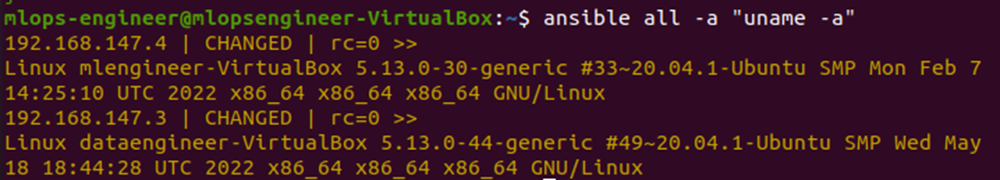 mlops-engineer@mlopsengineer-VirtualBox:~$ ansible all -a "uname -a"
192.168.147.4 | CHANGED | rc=0 >>
Linux mlengineer-VirtualBox 5.13.0-30-generic #33~20.04.1-Ubuntu SMP Mon Feb 7
14:25:10 UTC 2022 x86_64 x86_64 x86_64 GNU/Linux
192.168.147.3 | CHANGED | rc=0 >>
Linux dataengineer-VirtualBox 5.13.0-44-generic #49~20.04.1-Ubuntu SMP Wed May
18 18:44:28 UTC 2022 x86_64 x86_64 x86_64 GNU/Linux